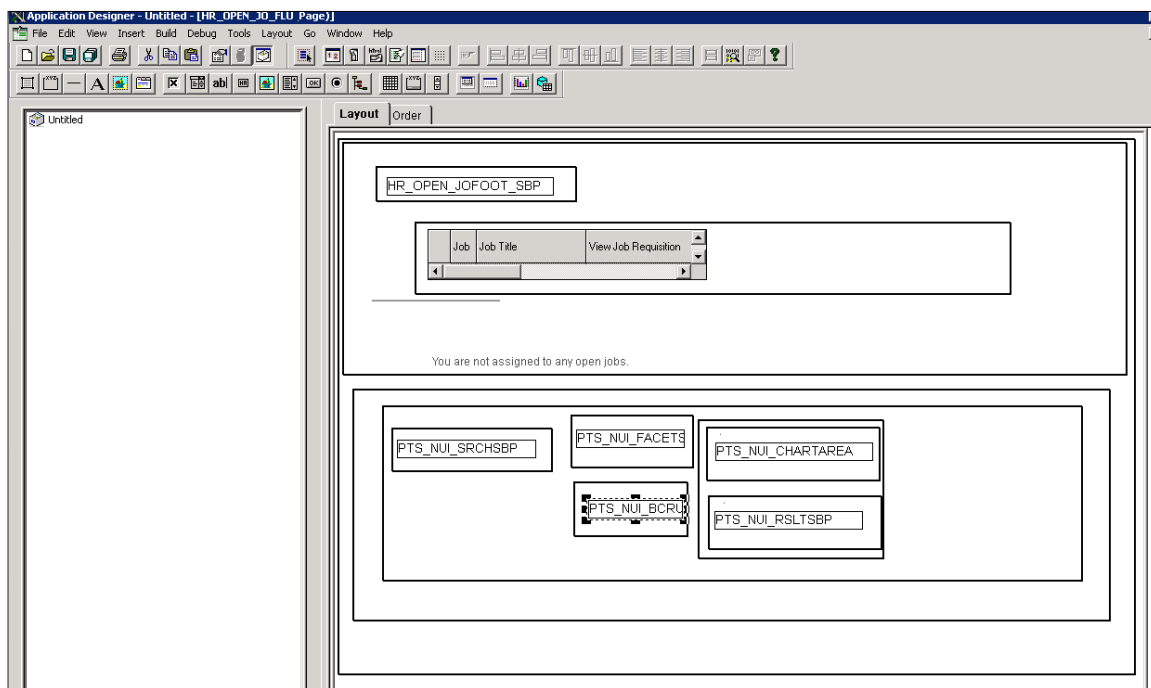 Application Designer - Untitled - [HR_OPEN_JO_FLU (Page)]
File Edit View Insert Build Debug Tools Layout Go Window Help
Untitled
Layout Order
HR_OPEN_JOFOOT_SBP
Job Job Title View Job Requisition
You are not assigned to any open jobs.
PTS_NUI_SRCHSBP
PTS_NUI_FACETS
PTS_NUI_CHARTAREA
PTS_NUI_BCRU
PTS_NUI_RSLTSBP